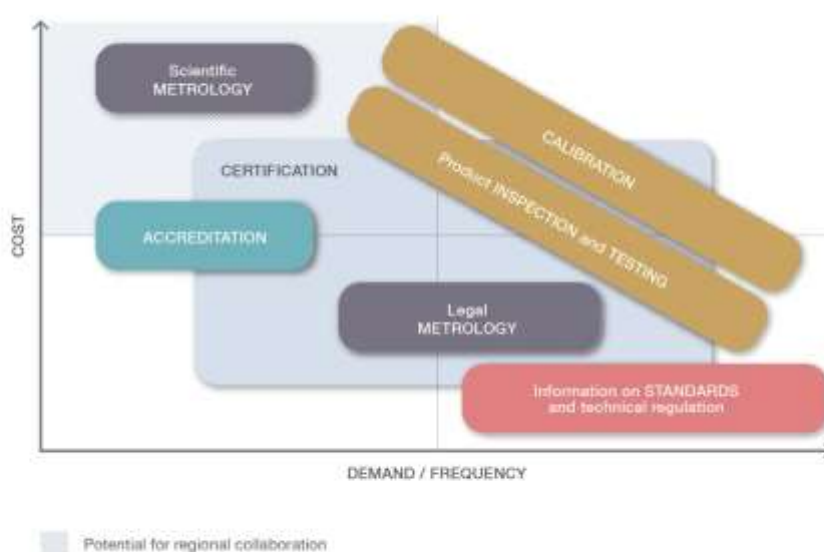 Scientific
METROLOGY
CALIBRATION
CERTIFICATION
Product INSPECTION and TESTING
ACCREDITATION
COST
Legal
METROLOGY
Information on STANDARDS
and technical regulation
DEMAND / FREQUENCY
Potential for regional collaboration